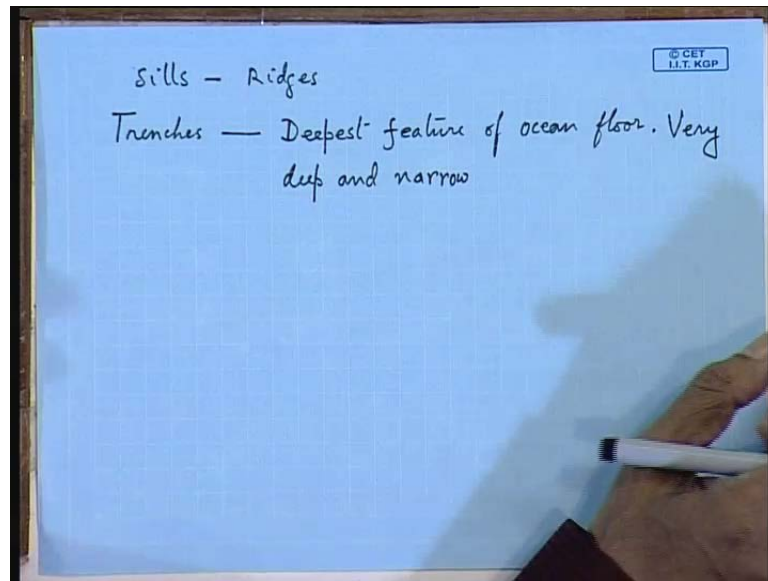 © CET
I.I.T. KGP
Sills - Ridges
Trenches — Deepest feature of ocean floor. Very
deep and narrow